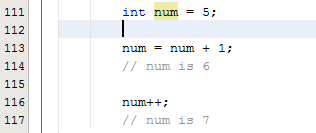 111 int num = 5;
112
113 num = num + 1;
114 // num is 6
115
116 num++;
117 // num is 7